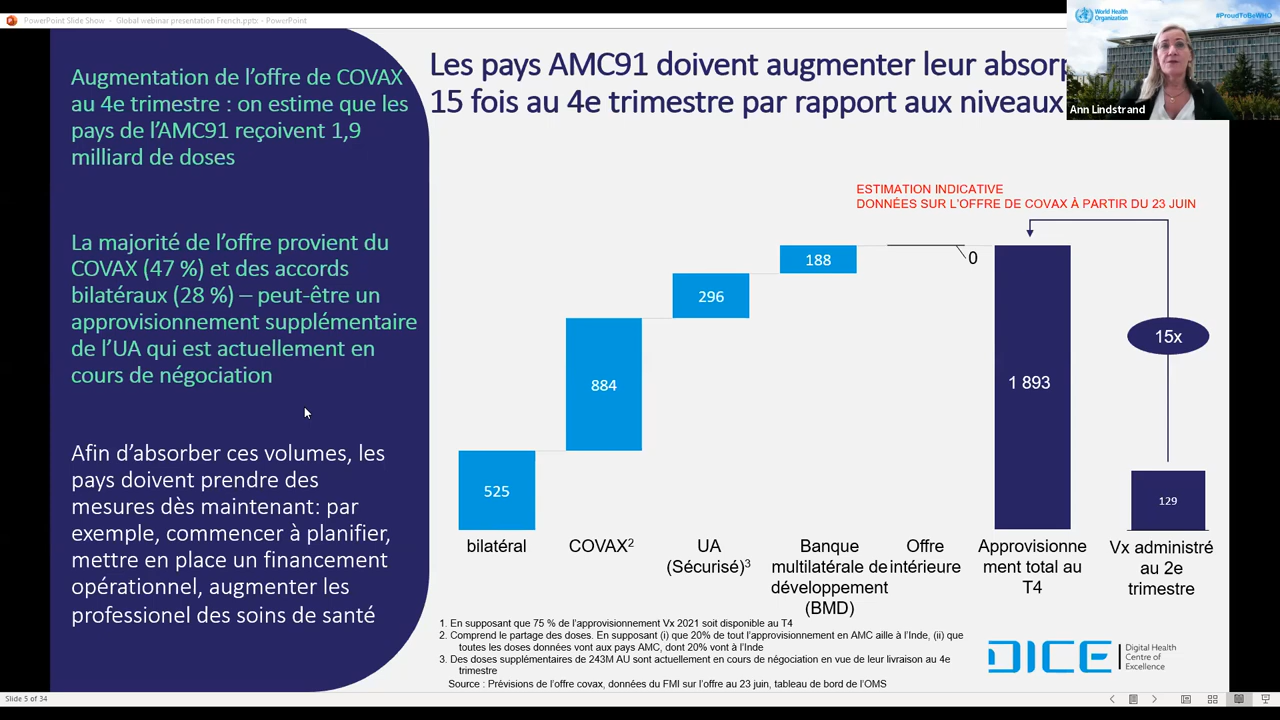 PowerPoint Slide Show - Global webinar presentation French.pptx - PowerPoint
World Health
Organization
#ProudToBeWHO
Ann Lindstrand
Augmentation de l'offre de COVAX
au 4e trimestre : on estime que les
pays de l'AMC91 reçoivent 1,9
milliard de doses
La majorité de l'offre provient du
COVAX (47 %) et des accords
bilatéraux (28 %) – peut-être un
approvisionnement supplémentaire
de l'UA qui est actuellement en
cours de négociation
Afin d'absorber ces volumes, les
pays doivent prendre des
mesures dès maintenant: par
exemple, commencer à planifier,
mettre en place un financement
opérationnel, augmenter les
professionel des soins de santé
Les pays AMC91 doivent augmenter leur absorp
15 fois au 4e trimestre par rapport aux niveaux
ESTIMATION INDICATIVE
DONNÉES SUR L'OFFRE DE COVAX À PARTIR DU 23 JUIN
188
0
296
15x
884
1 893
525
129
bilatéral
COVAX2
UA
(Sécurisé)3
Banque
multilatérale de
développement
(BMD)
Offre
intérieure
Approvisionne
ment total au
T4
Vx administré
au 2e
trimestre
1. En supposant que 75 % de l'approvisionnement Vx 2021 soit disponible au T4
2. Comprend le partage des doses. En supposant (i) que 20% de tout l'approvisionnement en AMC aille à l'Inde, (ii) que
toutes les doses données vont aux pays AMC, dont 20% vont à l'Inde
3. Des doses supplémentaires de 243M AU sont actuellement en cours de négociation en vue de leur livraison au 4e
trimestre
Source : Prévisions de l'offre covax, données du FMI sur l'offre au 23 juin, tableau de bord de l'OMS
DICE
Digital Health
Centre of
Excellence
Slide 5 of 34